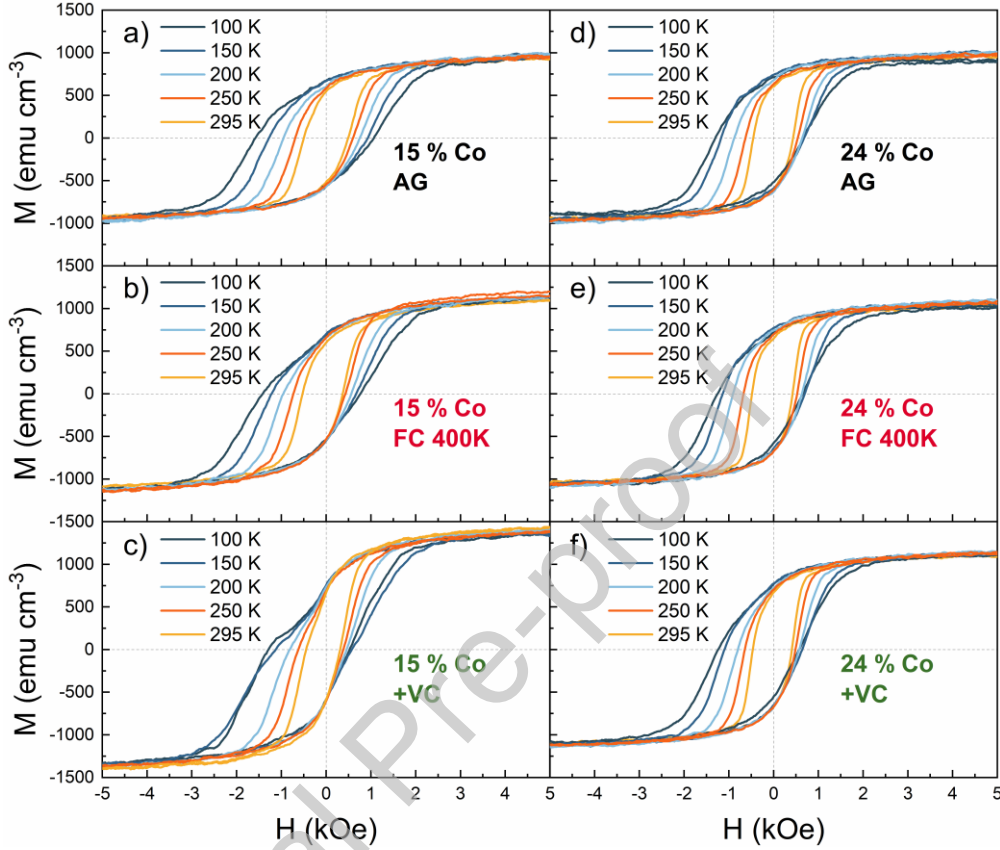 1500
1000
500
0
-500
-1000
1500
1000
500
0
-500
-1000
-1500
1000
500
0
-500
-1000
-1500
M (emu cm-3)
M (emu cm-3)
M (emu cm-3)
a)
100 K
150 K
200 K
250 K
295 K
15 % Co
AG
d)
100 K
150 K
200 K
250 K
295 K
24 % Co
AG
b)
100 K
150 K
200 K
250 K
295 K
15 % Co
FC 400K
e)
100 K
150 K
200 K
250 K
295 K
24 % Co
FC 400K
c)
100 K
150 K
200 K
250 K
295 K
15 % Co
+VC
f)
100 K
150 K
200 K
250 K
295 K
24 % Co
+VC
-5 -4 -3 -2 -1 0 1 2 3 4 5
-4 -3 -2 -1 0 1 2 3 4 5
H (kOe)
H (kOe)
al Pre-proof